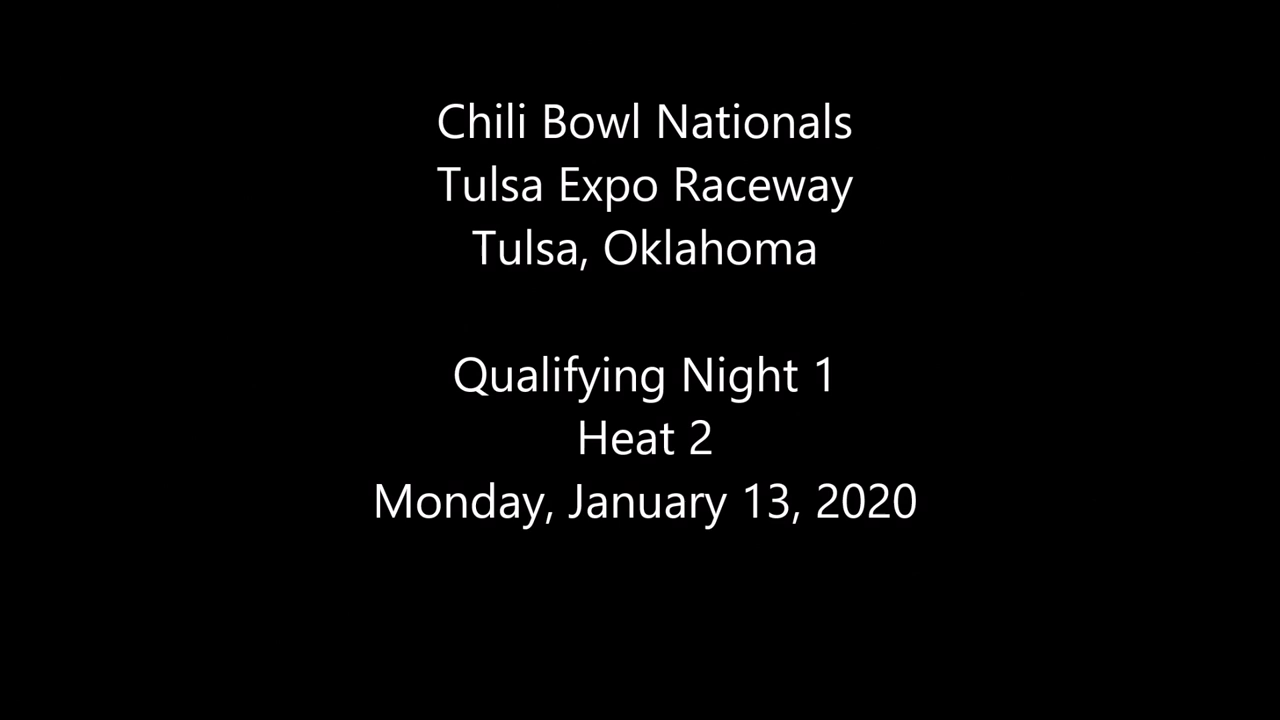 Chili Bowl Nationals
Tulsa Expo Raceway
Tulsa, Oklahoma
Qualifying Night 1
Heat 2
Monday, January 13, 2020